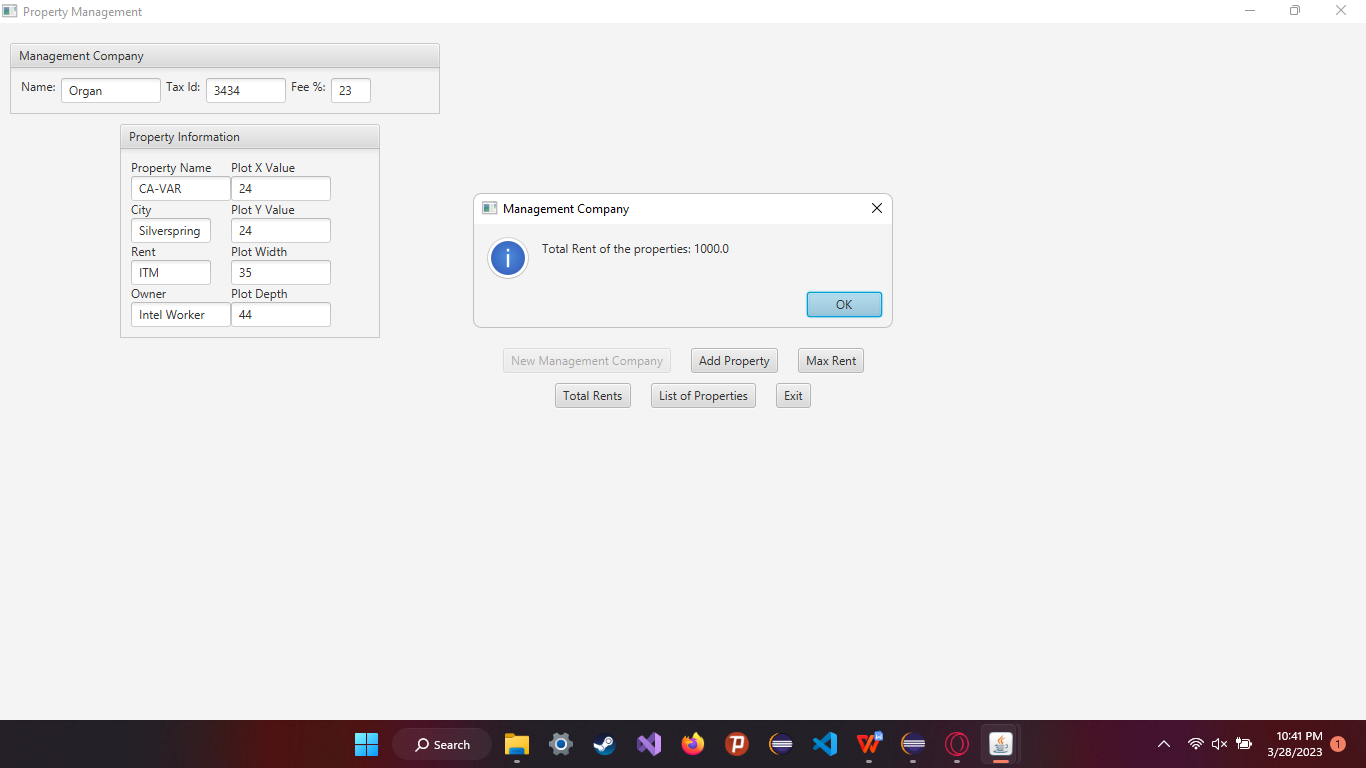 Property Management
Management Company
Name: Organ Tax Id: 3434 Fee %: 23
Property Information
Property Name Plot X Value
CA-VAR 24
City Plot Y Value
Silverspring 24
Rent Plot Width
ITM 35
Owner Plot Depth
Intel Worker 44
Management Company
Total Rent of the properties: 1000.0
OK
New Management Company Add Property Max Rent
Total Rents List of Properties Exit
Search
10:41 PM
3/28/2023
1